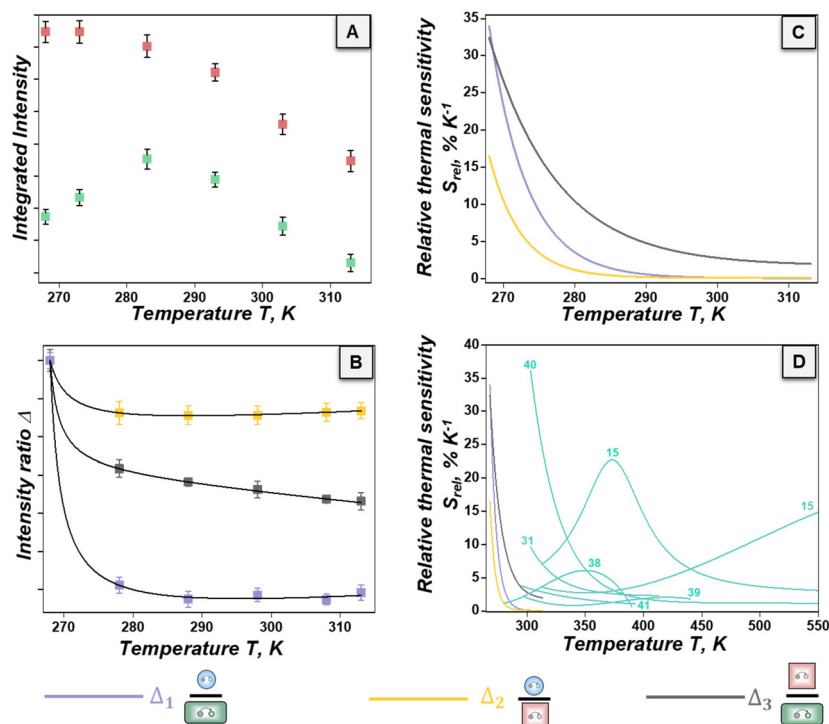 A
Integrated Intensity
270 280 290 300 310
Temperature T, K
C
Relative thermal sensitivity
S_rel, % K⁻¹
40
35
30
25
20
15
10
5
0
270 280 290 300 310
Temperature T, K
B
Intensity ratio Δ
270 280 290 300 310
Temperature T, K
D
Relative thermal sensitivity
S_rel, % K⁻¹
40
35
30
25
20
15
10
5
0
40
15
15
31
38
39
41
300 350 400 450 500 550
Temperature T, K
Δ₁ Δ₂ Δ₃